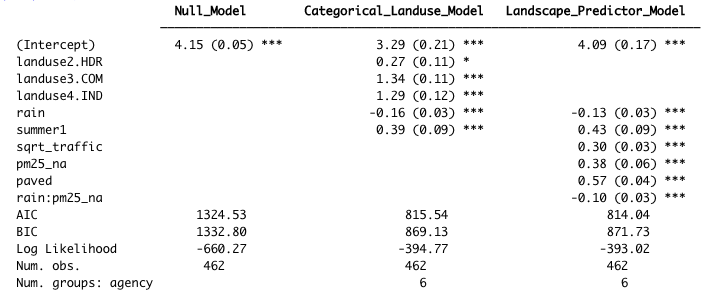 Null_Model Categorical_Landuse_Model Landscape_Predictor_Model
(Intercept) 4.15 (0.05) *** 3.29 (0.21) *** 4.09 (0.17) ***
landuse2.HDR 0.27 (0.11) *
landuse3.COM 1.34 (0.11) ***
landuse4.IND 1.29 (0.12) ***
rain -0.16 (0.03) *** -0.13 (0.03) ***
summer1 0.39 (0.09) *** 0.43 (0.09) ***
sqrt_traffic 0.30 (0.03) ***
pm25_na 0.38 (0.06) ***
paved 0.57 (0.04) ***
rain:pm25_na -0.10 (0.03) ***
AIC 1324.53 815.54 814.04
BIC 1332.80 869.13 871.73
Log Likelihood -660.27 -394.77 -393.02
Num. obs. 462 462 462
Num. groups: agency 6 6